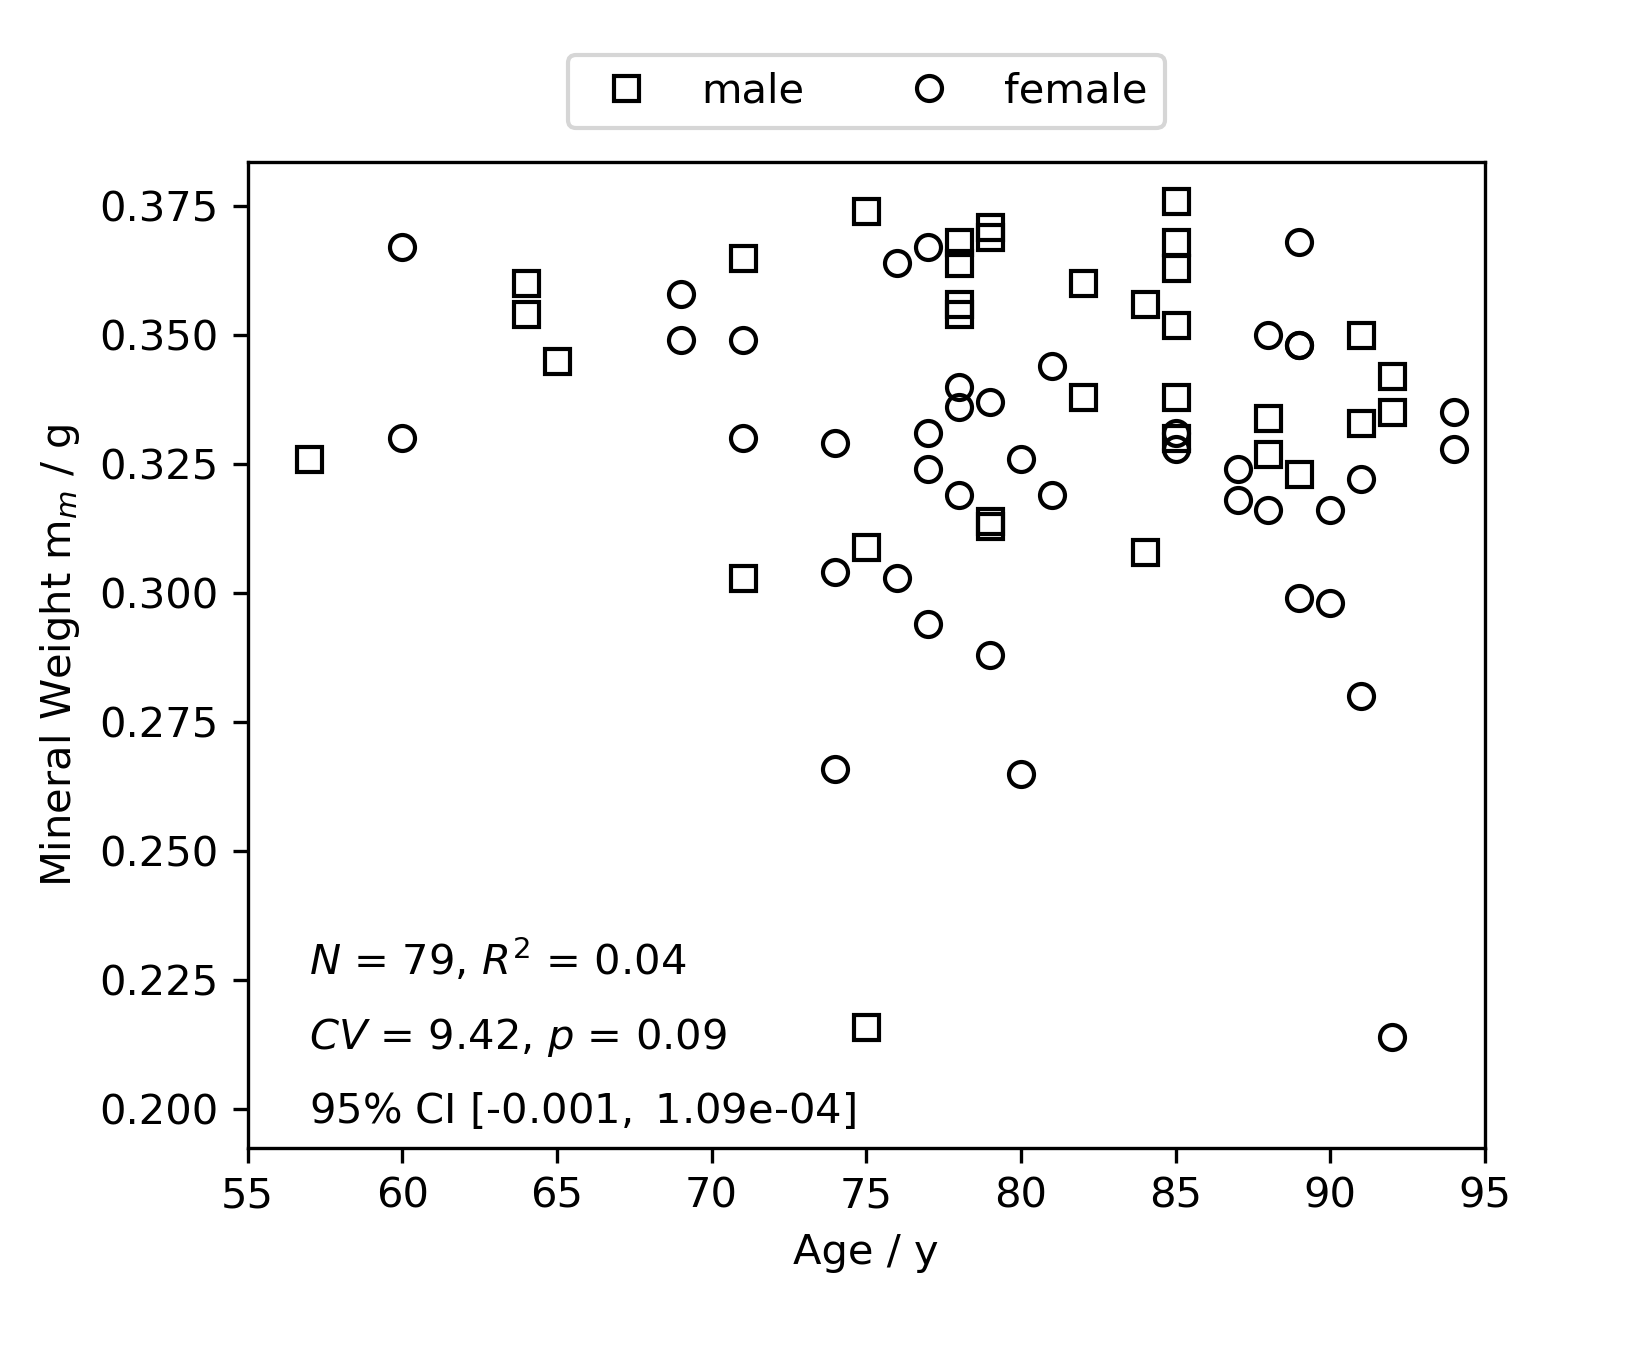 male female
0.375
0.350
0.325
0.300
0.275
0.250
0.225
0.200
Mineral Weight mₘ / g
N = 79, R² = 0.04
CV = 9.42, p = 0.09
95% CI [-0.001, 1.09e-04]
55 60 65 70 75 80 85 90 95
Age / y